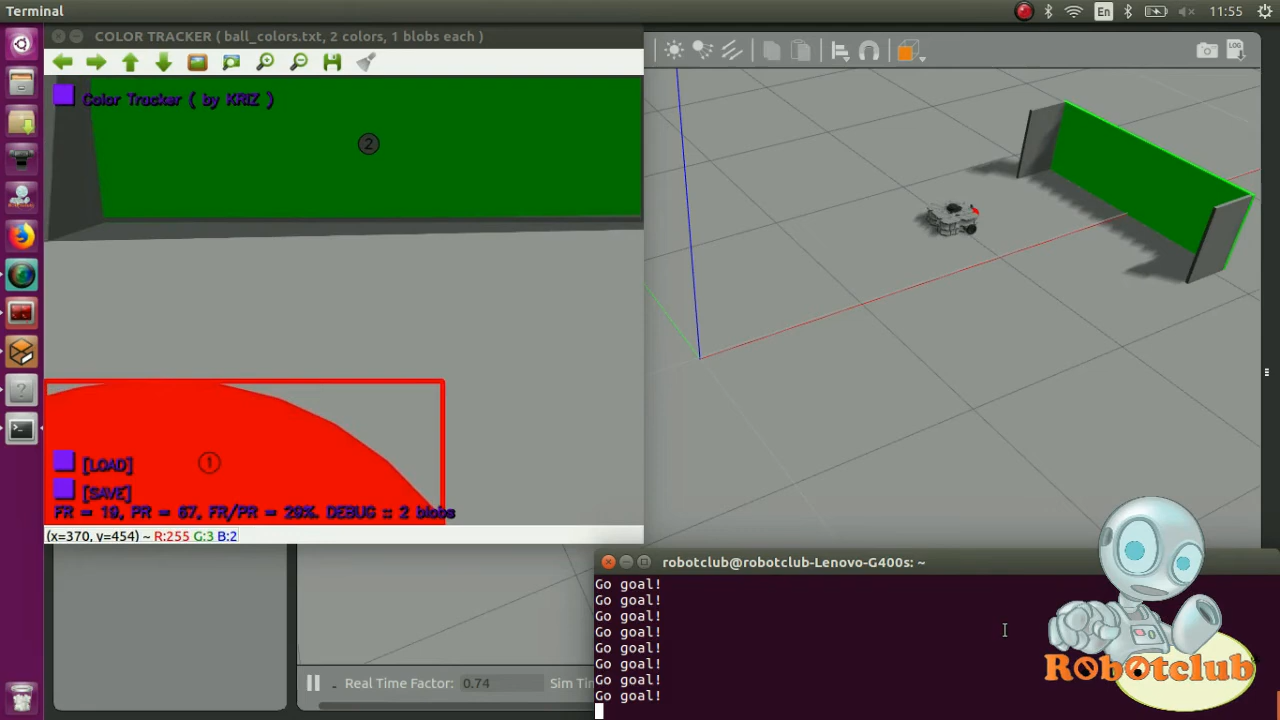 Terminal
En
11:55
COLOR TRACKER ( ball_colors.txt, 2 colors, 1 blobs each )
LOG
Color Tracker ( by KRIZ )
2
1
[LOAD]
[SAVE]
FR = 19, PR = 67, FR/PR = 29%. DEBUG :: 2 blobs
(x=370, y=454) ~ R:255 G:3 B:2
robotclub@robotclub-Lenovo-G400s: ~
Go goal!
Go goal!
Go goal!
Go goal!
Go goal!
Go goal!
Go goal!
Go goal!
Real Time Factor: 0.74 Sim
Robotclub